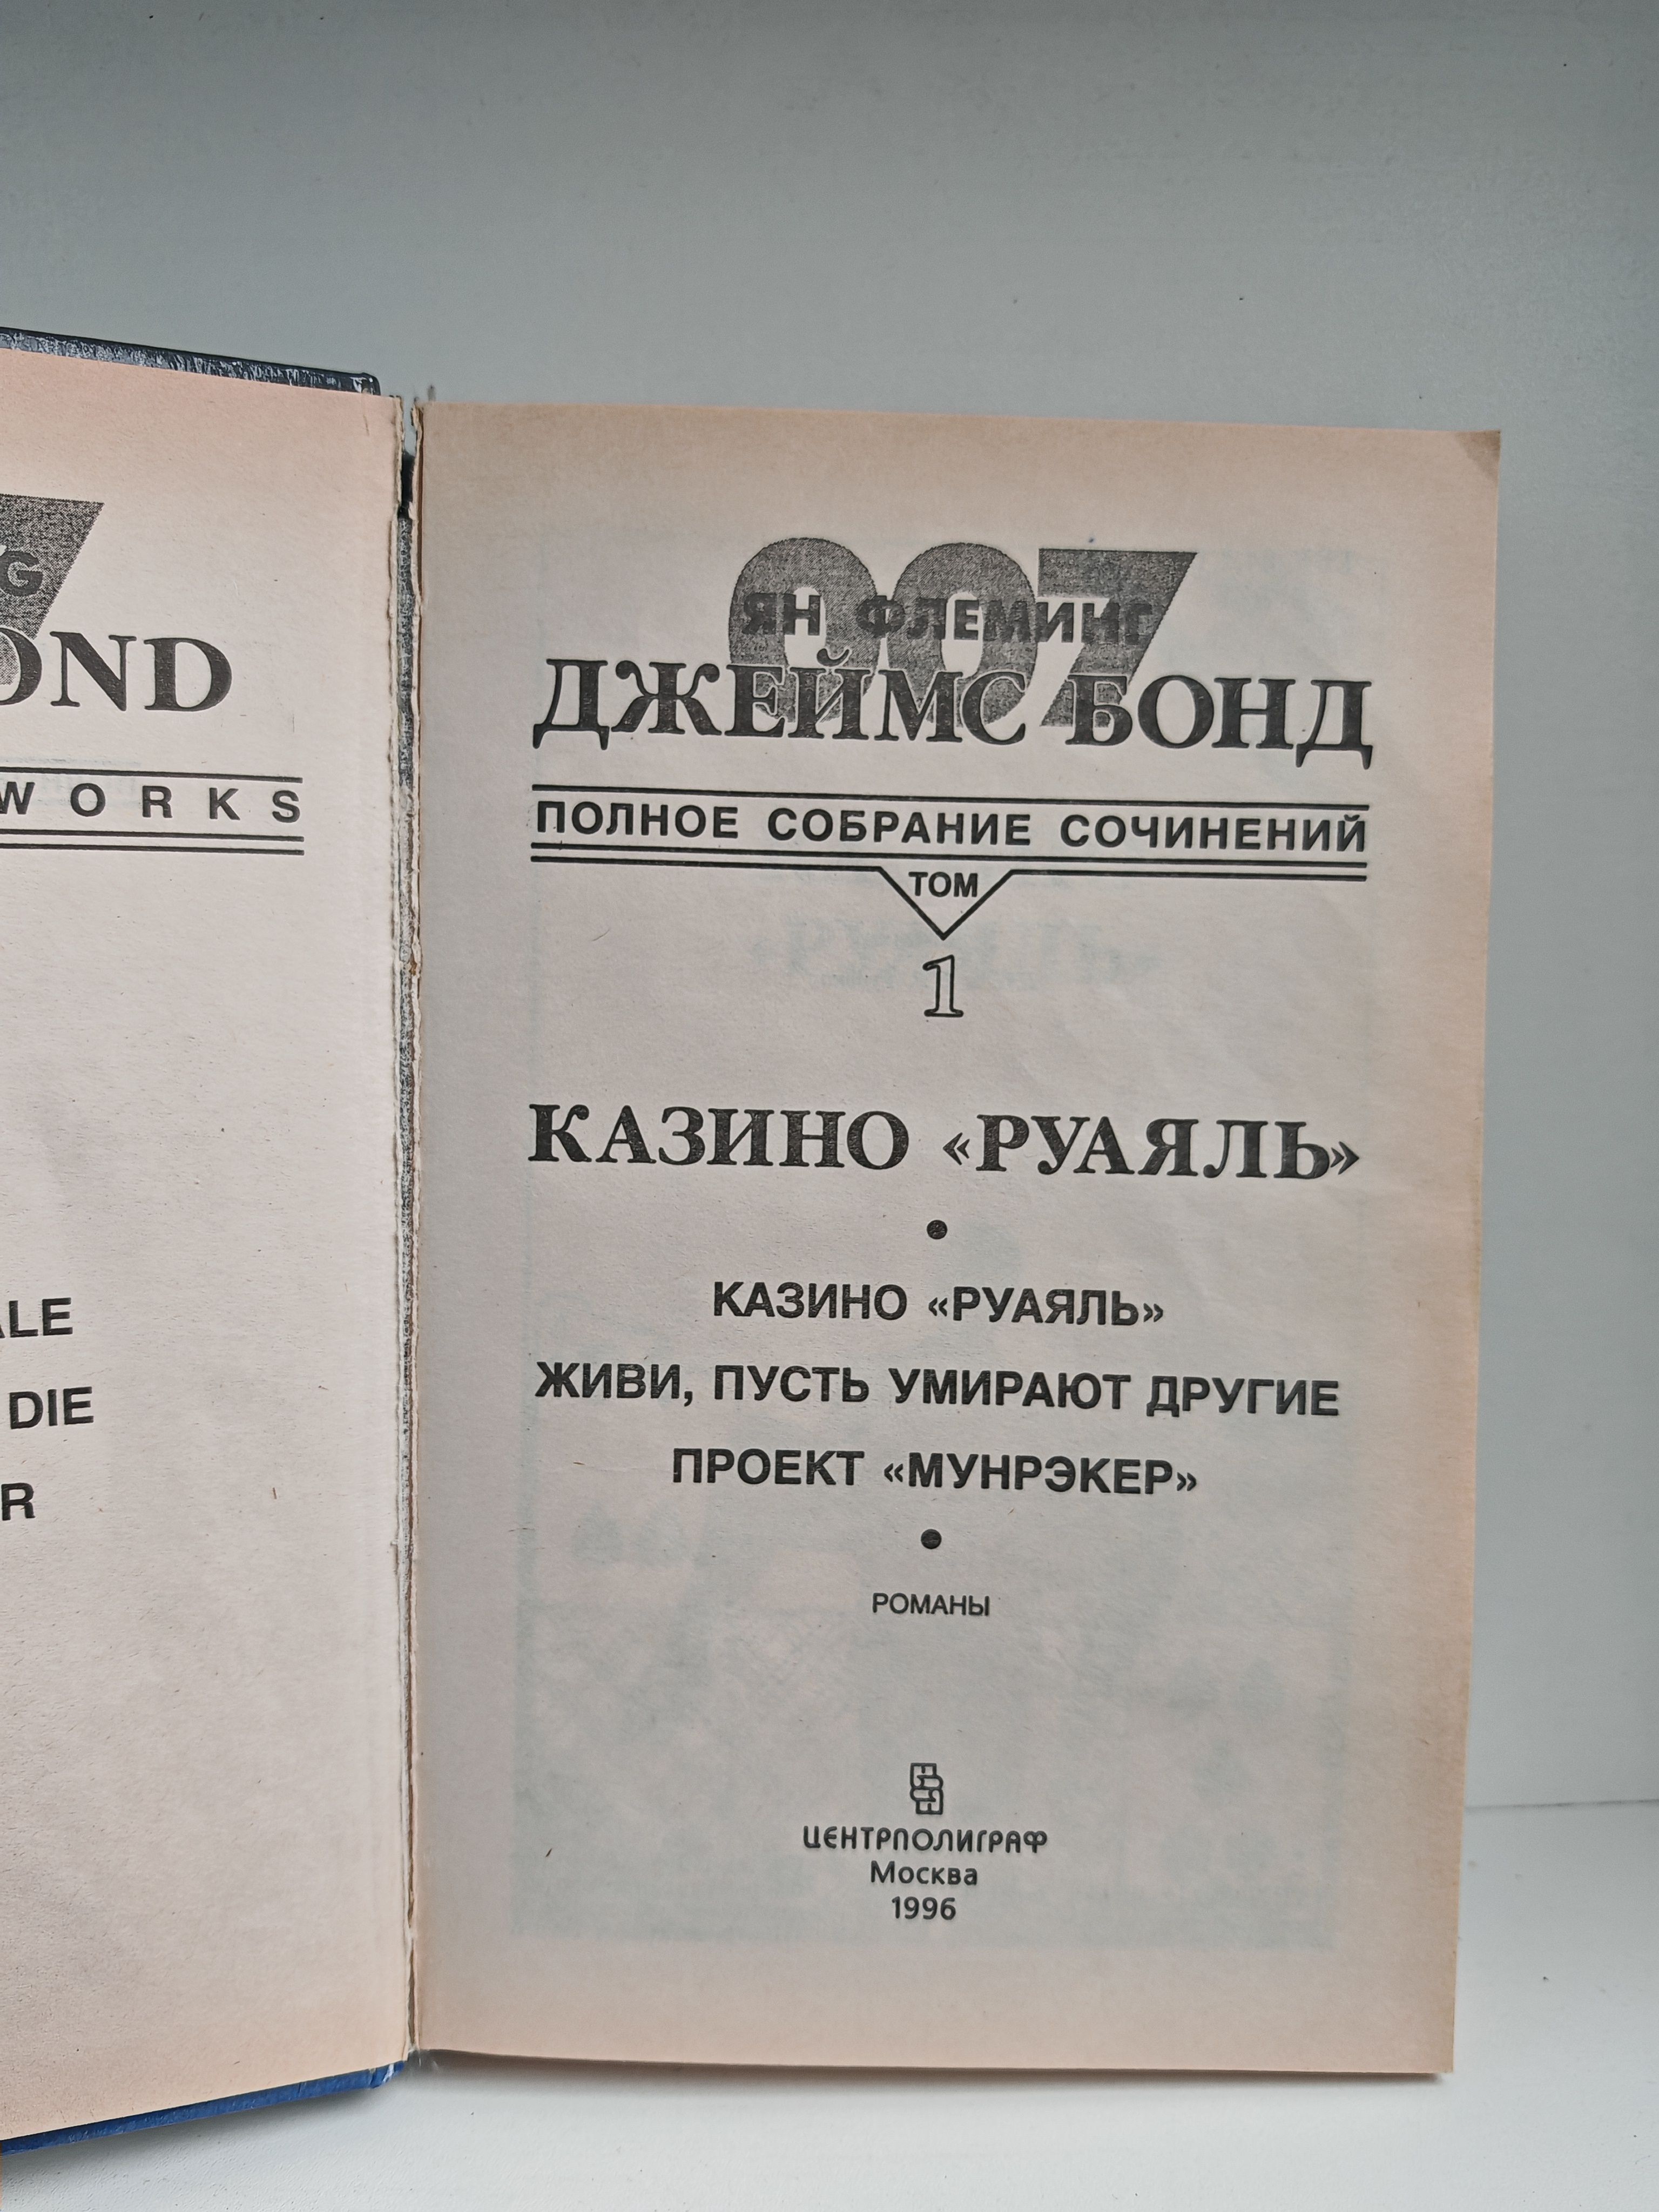 OND
WORKS
DIE
007
ЯН ФЛЕМИНГ
ДЖЕЙМС БОНД
ПОЛНОЕ СОБРАНИЕ СОЧИНЕНИЙ
ТОМ
1
КАЗИНО «РУАЯЛЬ»
•
КАЗИНО «РУАЯЛЬ»
ЖИВИ, ПУСТЬ УМИРАЮТ ДРУГИЕ
ПРОЕКТ «МУНРЭКЕР»
•
РОМАНЫ
ЦЕНТРПОЛИГРАФ
Москва
1996